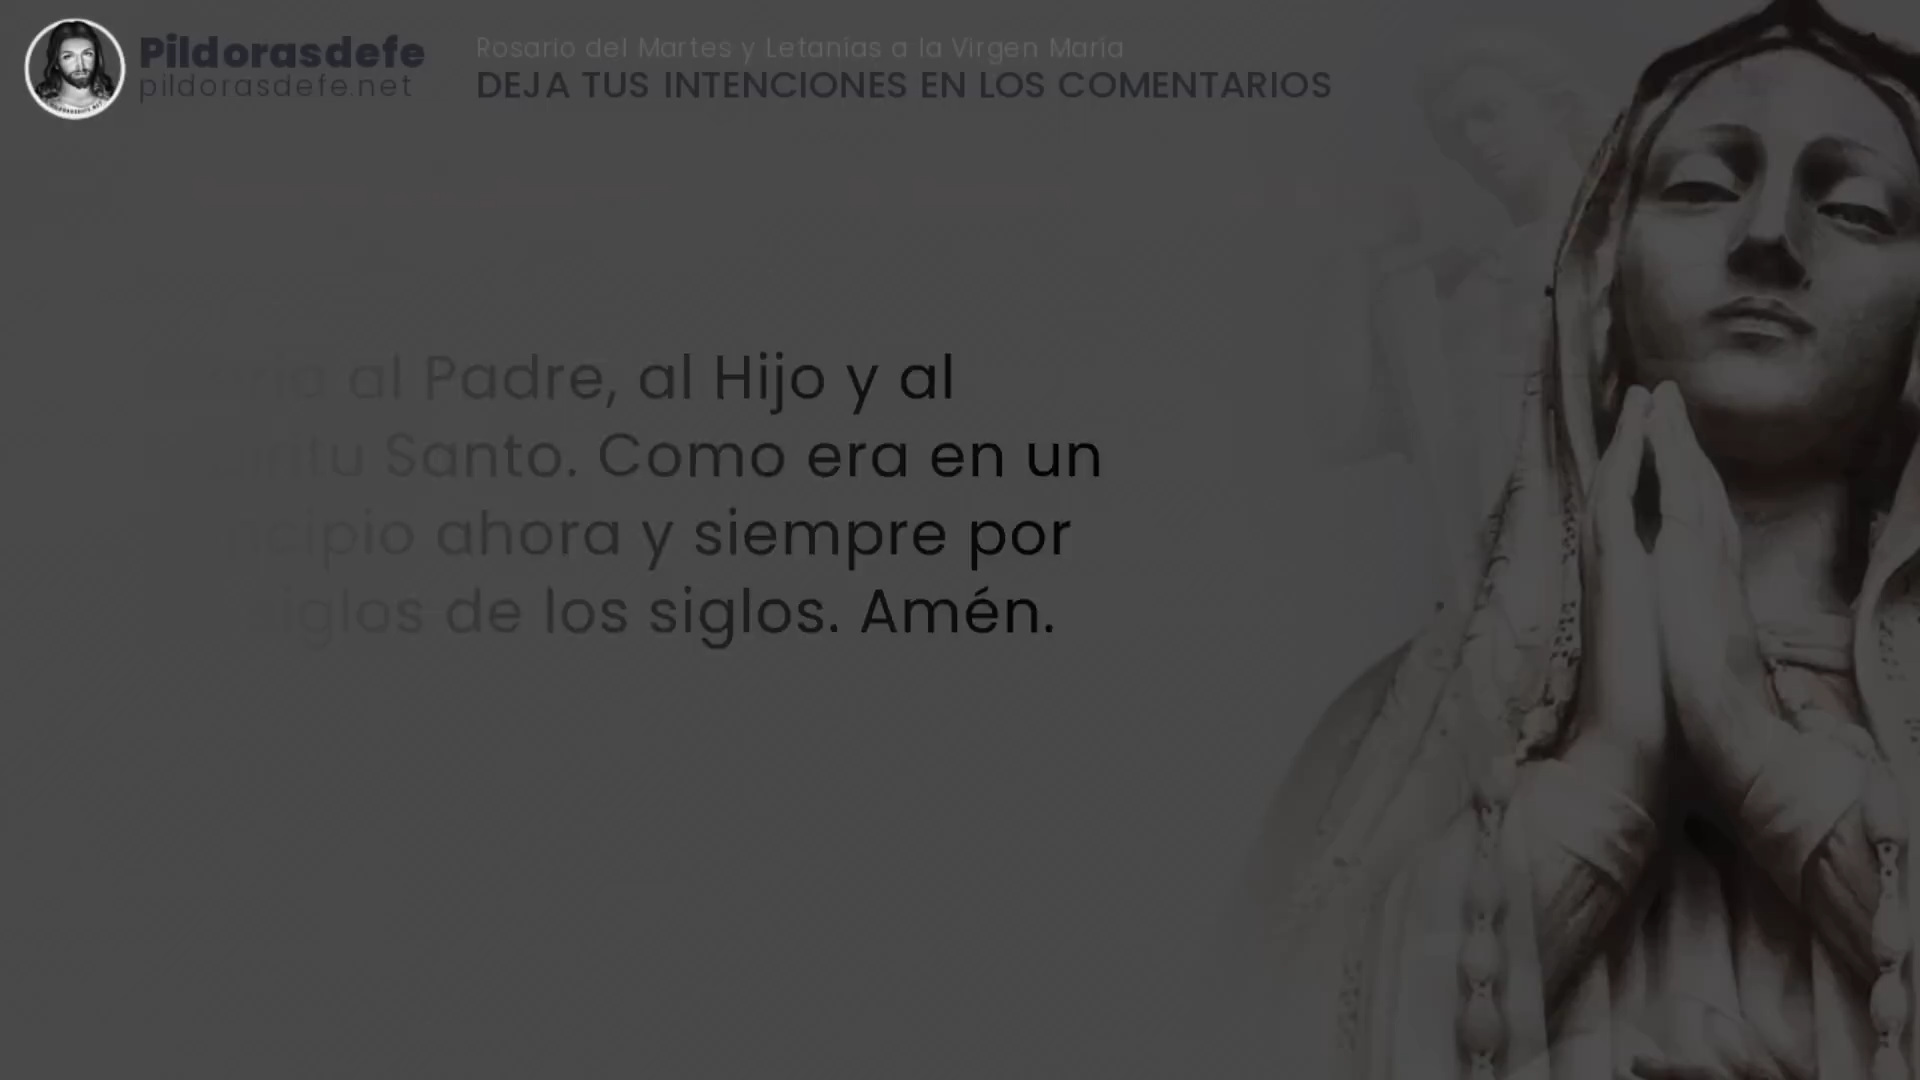 Pildorasdefe
pildorasdefe.net
Rosario del Martes y Letanías a la Virgen María
DEJA TUS INTENCIONES EN LOS COMENTARIOS
al Padre, al Hijo y al
Santo. Como era en un
ahora y siempre por
de los siglos. Amén.